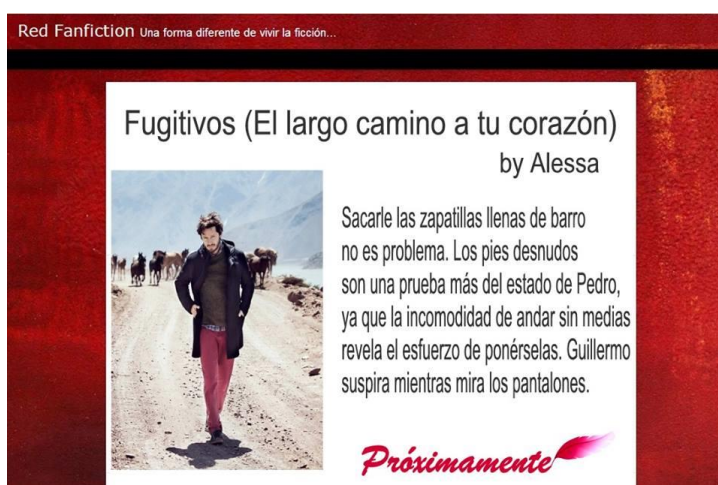 Red Fanfiction Una forma diferente de vivir la ficción...
Fugitivos (El largo camino a tu corazón)
by Alessa
Sacarle las zapatillas llenas de barro
no es problema. Los pies desnudos
son una prueba más del estado de Pedro,
ya que la incomodidad de andar sin medias
revela el esfuerzo de ponérselas. Guillermo
suspira mientras mira los pantalones.
Próximamente